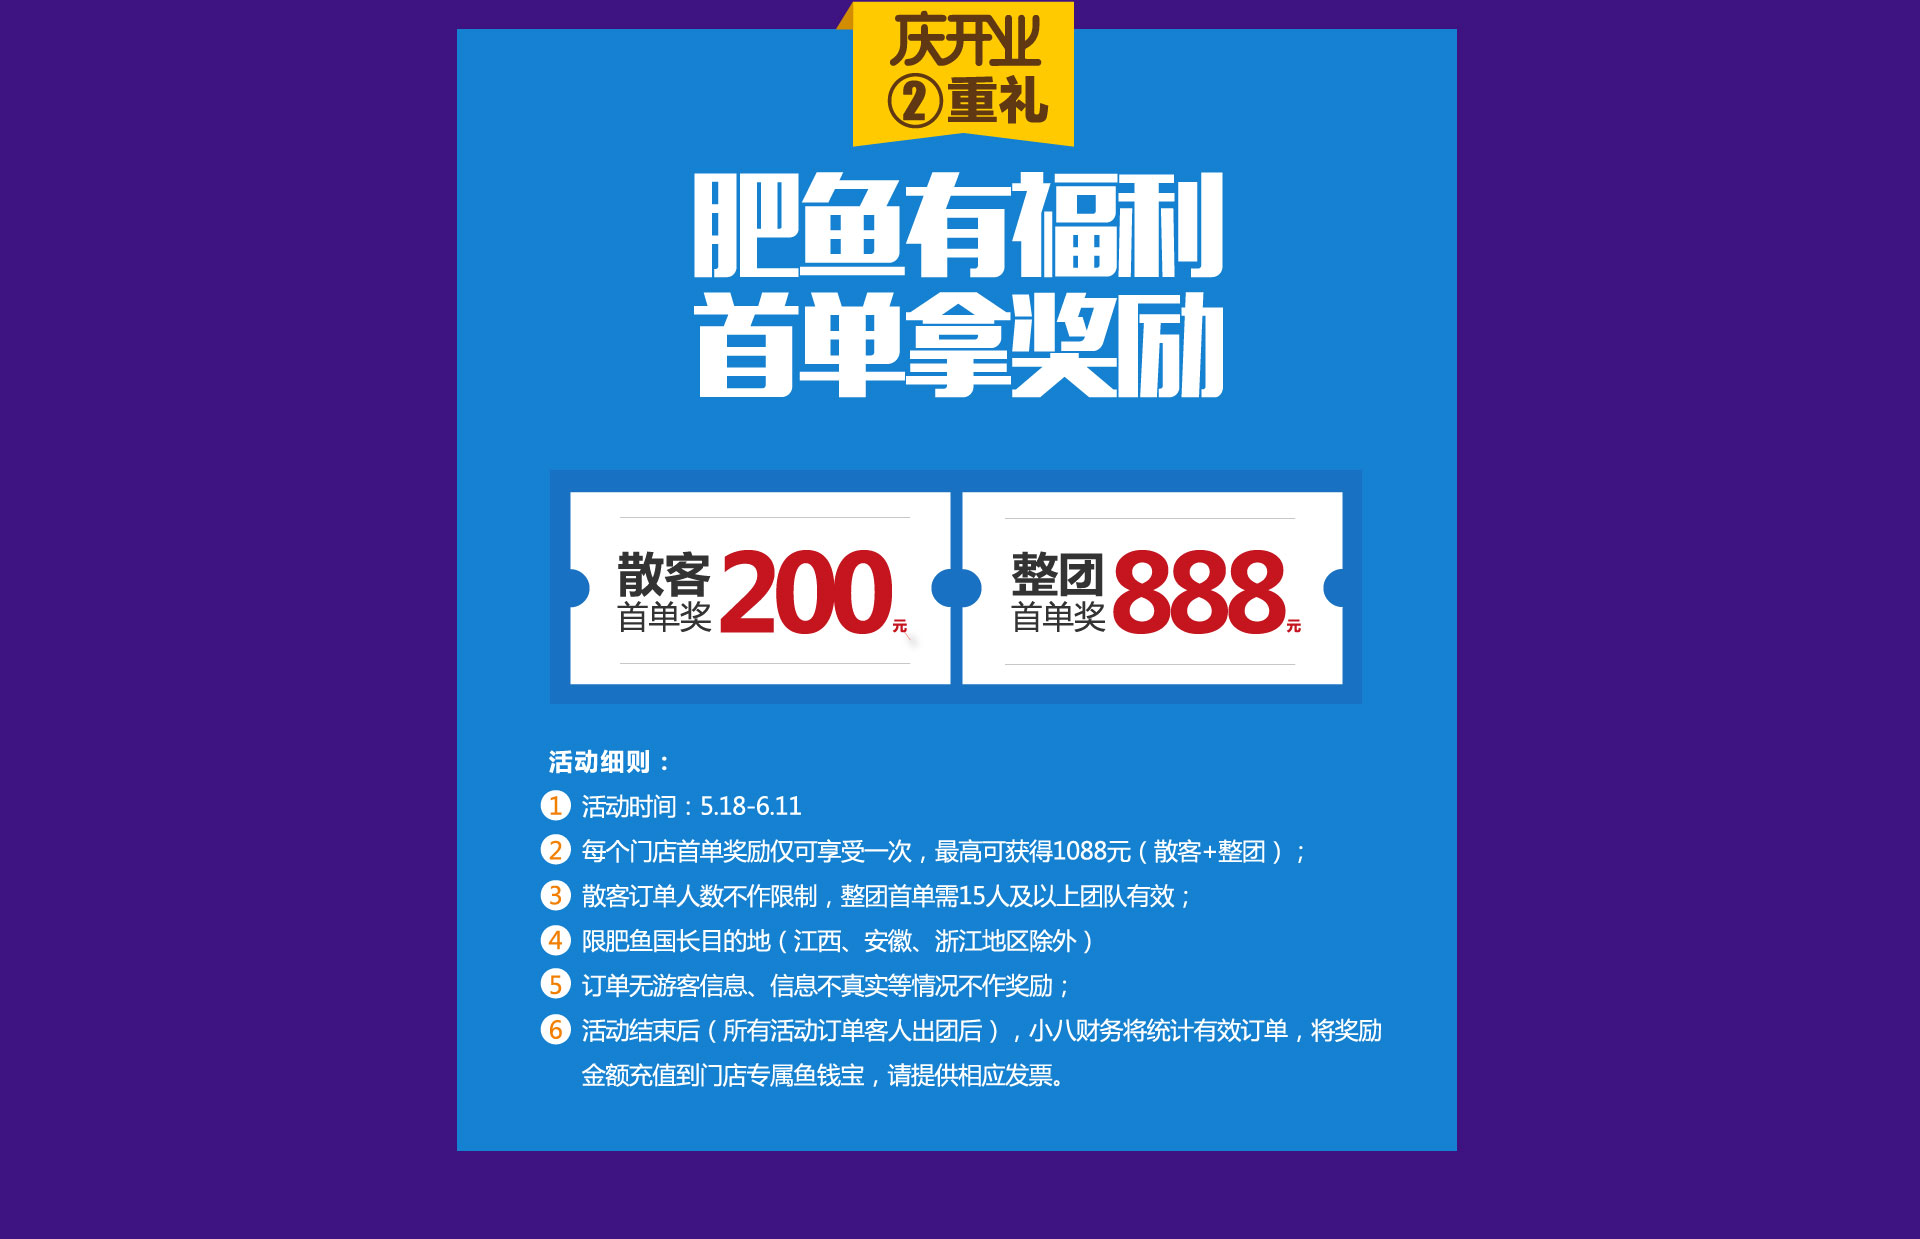 庆开业
②重礼
肥鱼有福利
首单拿奖励
散客
首单奖
200元
整团
首单奖
888元
活动细则：
1 活动时间：5.18-6.11
2 每个门店首单奖励仅可享受一次，最高可获得1088元（散客+整团）；
3 散客订单人数不作限制，整团首单需15人及以上团队有效；
4 限肥鱼国长目的地（江西、安徽、浙江地区除外）
5 订单无游客信息、信息不真实等情况不作奖励；
6 活动结束后（所有活动订单客人出团后），小八财务将统计有效订单，将奖励
金额充值到门店专属鱼钱宝，请提供相应发票。